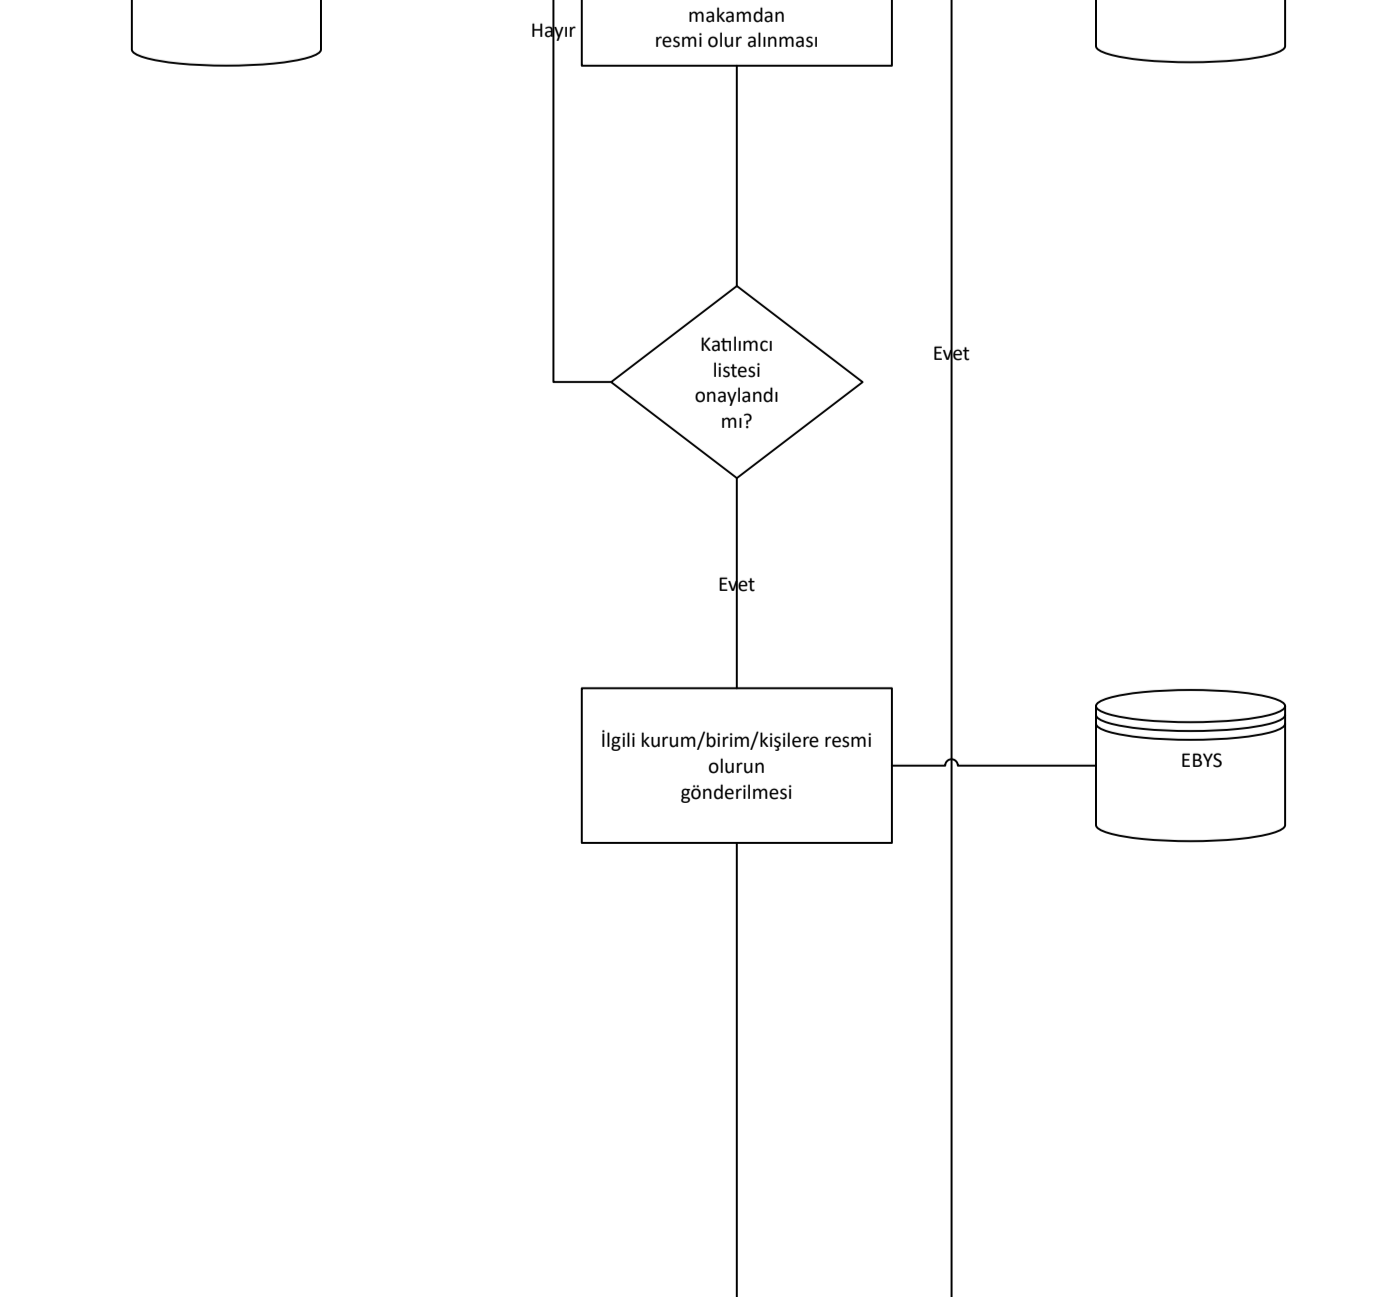 Hayır
makamdan
resmi olur alınması
Katılımcı
listesi
onaylandı
mı?
Evet
Evet
İlgili kurum/birim/kişilere resmi
olurun
gönderilmesi
EBYS